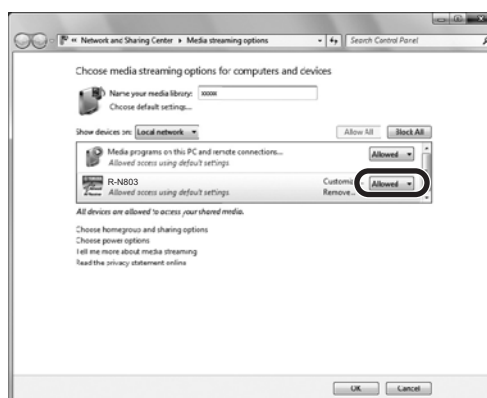 « Network and Sharing Center ▸ Media streaming options
Search Control Panel
Choose media streaming options for computers and devices
Name your media library: xxxxx
Choose default settings...
Show devices on: Local network
Allow All
Block All
Media programs on this PC and remote connections...
Allowed access using default settings.
Allowed
R-N803
Allowed access using default settings.
Customize...
Remove...
Allowed
All devices are allowed to access your shared media.
Choose homegroup and sharing options
Choose power options
Tell me more about media streaming
Read the privacy statement online
OK
Cancel